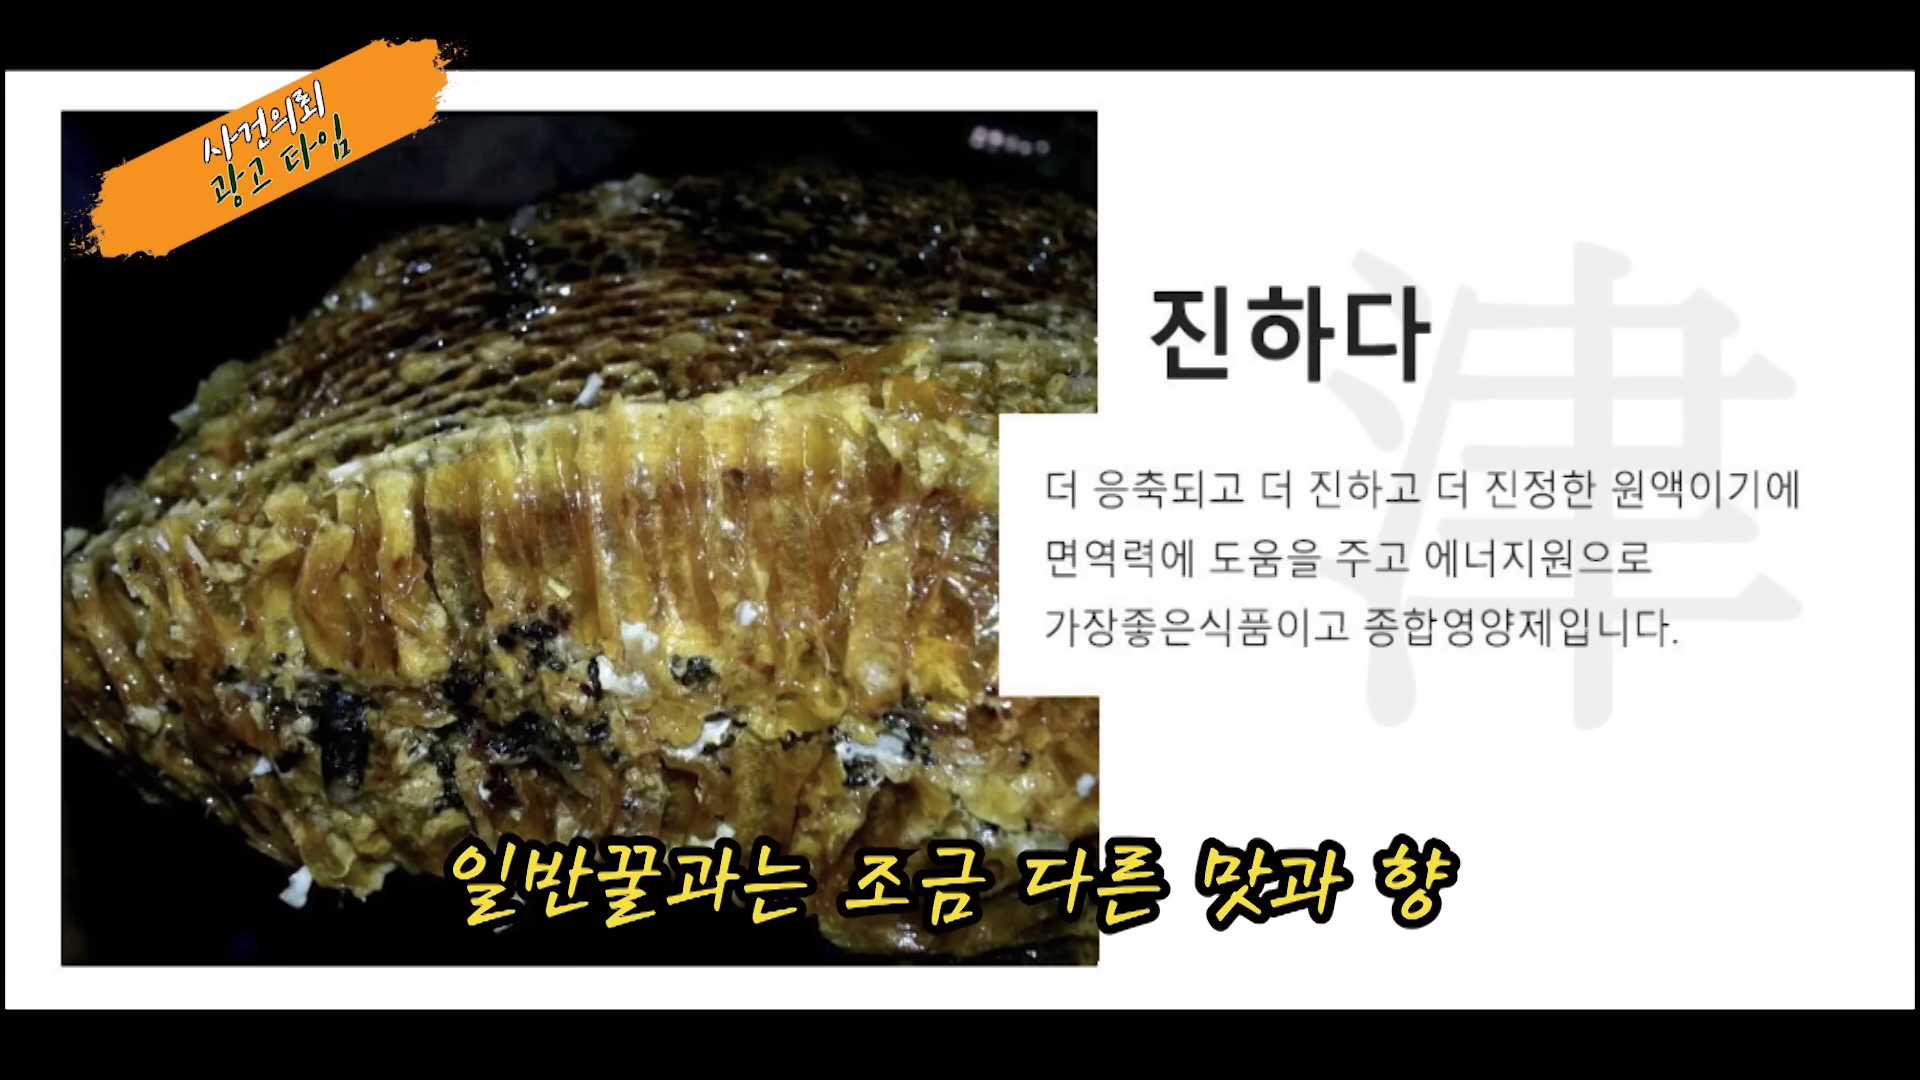 사건의뢰
광고 타임
진하다
津
더 응축되고 더 진하고 더 진정한 원액이기에
면역력에 도움을 주고 에너지원으로
가장좋은식품이고 종합영양제입니다.
일반꿀과는 조금 다른 맛과 향